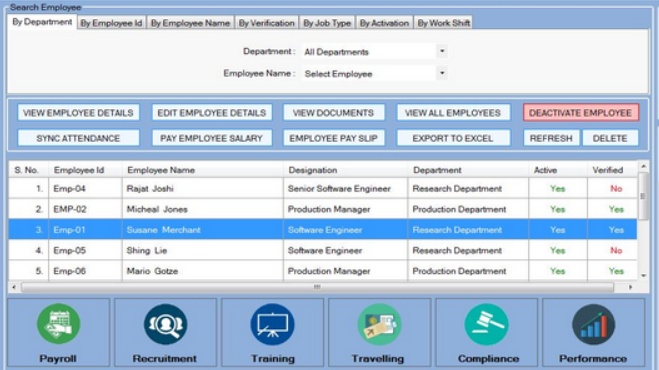 Search Employee
By Department By Employee Id By Employee Name By Verification By Job Type By Activation By Work Shift
Department : All Departments
Employee Name : Select Employee
VIEW EMPLOYEE DETAILS EDIT EMPLOYEE DETAILS VIEW DOCUMENTS VIEW ALL EMPLOYEES DEACTIVATE EMPLOYEE
SYNC ATTENDANCE PAY EMPLOYEE SALARY EMPLOYEE PAY SLIP EXPORT TO EXCEL REFRESH DELETE
S. No. Employee Id Employee Name Designation Department Active Verified
1. Emp-04 Rajat Joshi Senior Software Engineer Research Department Yes No
2. EMP-02 Micheal Jones Production Manager Production Department Yes Yes
3. Emp-01 Susane Merchant Software Engineer Research Department Yes Yes
4. Emp-05 Shing Lie Software Engineer Research Department Yes No
5. Emp-06 Mario Gotze Production Manager Production Department Yes Yes
Payroll Recruitment Training Travelling Compliance Performance